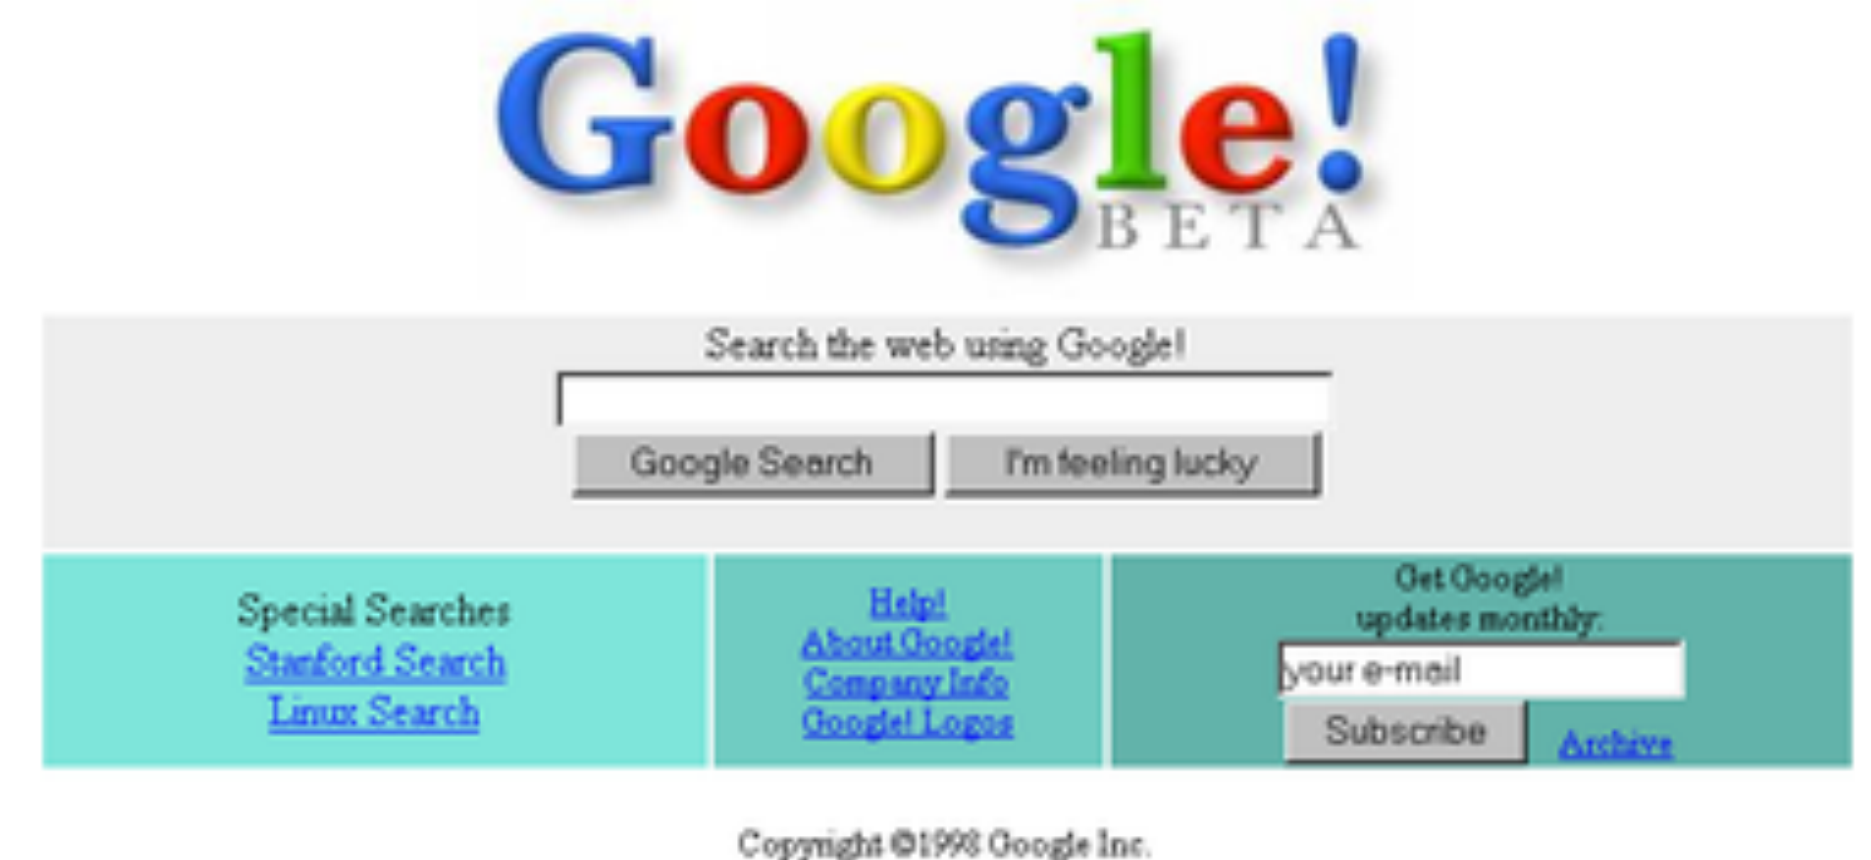 Google!
BETA
Search the web using Google!
Google Search I'm feeling lucky
Special Searches
Stanford Search
Linux Search
Help!
About Google!
Company Info
Google! Logos
Get Google!
updates monthly:
your e-mail
Subscribe Archive
Copyright ©1998 Google Inc.